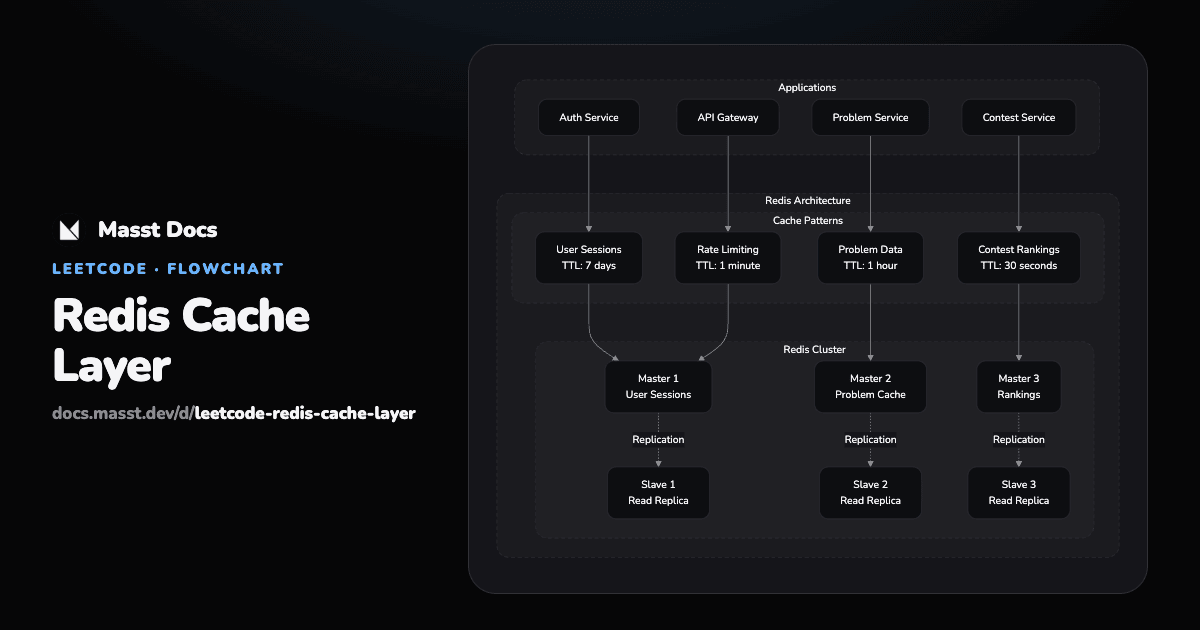 Masst Docs
LEETCODE · FLOWCHART
Redis Cache
Layer
docs.masst.dev/d/leetcode-redis-cache-layer
Applications
Auth Service
API Gateway
Problem Service
Contest Service
Redis Architecture
Cache Patterns
User Sessions
TTL: 7 days
Rate Limiting
TTL: 1 minute
Problem Data
TTL: 1 hour
Contest Rankings
TTL: 30 seconds
Redis Cluster
Master 1
User Sessions
Master 2
Problem Cache
Master 3
Rankings
Replication
Replication
Replication
Slave 1
Read Replica
Slave 2
Read Replica
Slave 3
Read Replica